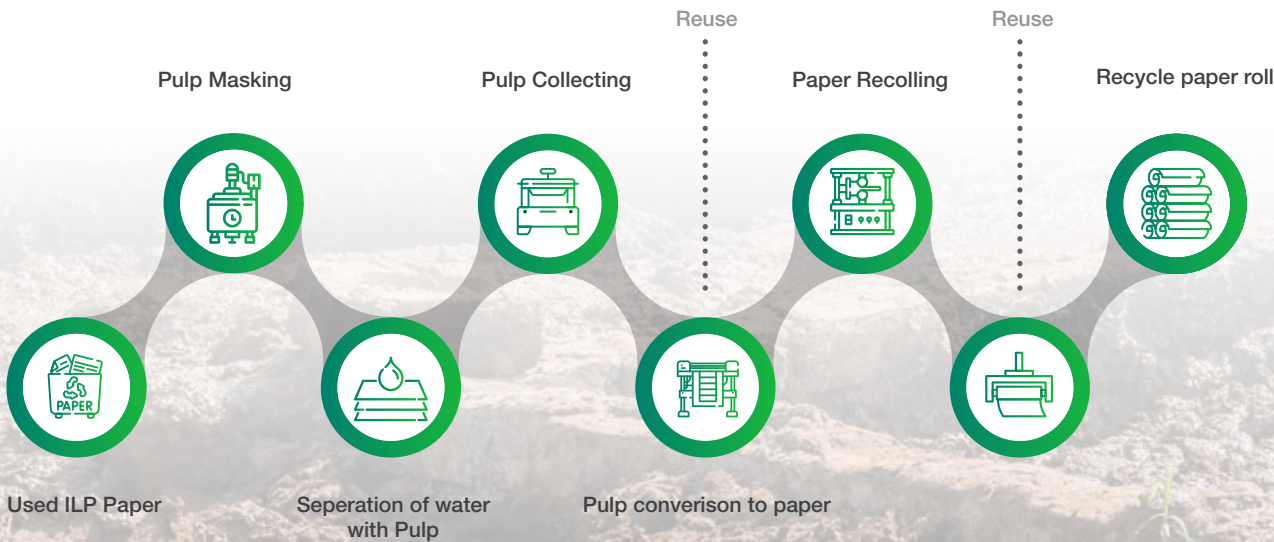 Reuse
Reuse
Pulp Masking
Pulp Collecting
Paper Recolling
Recycle paper roll
PAPER
Used ILP Paper
Seperation of water
with Pulp
Pulp converison to paper